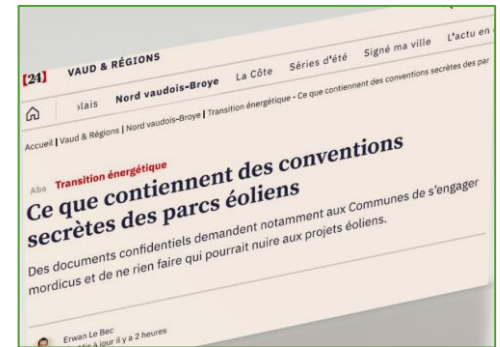 [24] VAUD & RÉGIONS
Nord vaudois-Broye La Côte Séries d'été Signé ma ville L'actu en
Accueil | Vaud & Régions | Nord vaudois-Broye | Transition énergétique - Ce que contiennent des conventions secrètes des par
Abo Transition énergétique
Ce que contiennent des conventions
secrètes des parcs éoliens
Des documents confidentiels demandent notamment aux Communes de s'engager
mordicus et de ne rien faire qui pourrait nuire aux projets éoliens.
Erwan Le Bec
à jour il y a 2 heures